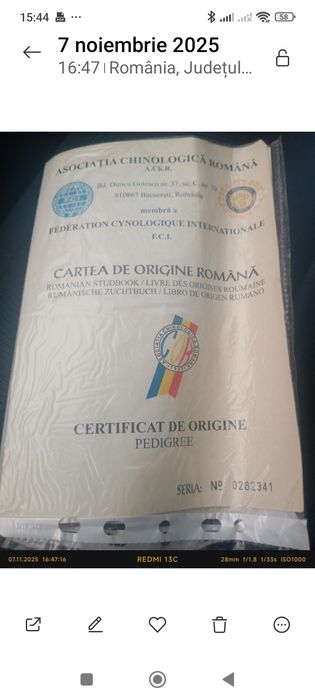 15:44
58
7 noiembrie 2025
16:47 | România, Județul...
ASOCIAȚIA CHINOLOGICĂ ROMÂNĂ
A.Ch.R.
F.C.I.
Bd. Dinicu Golescu nr. 37, sc. C, ap.
010867 București, România
membră a
FÉDÉRATION CYNOLOGIQUE INTERNATIONALE
F.C.I.
CARTEA DE ORIGINE ROMÂNĂ
ROMANIAN STUDBOOK / LIVRE DES ORIGINES ROUMAINE
RUMÄNISCHE ZUCHTBUCH / LIBRO DE ORIGEN RUMANO
CERTIFICAT DE ORIGINE
PEDIGREE
SERIA: Nº 0282341
07.11.2025 16:47:16
REDMI 13C
28mm f/1.8 1/33s ISO1000